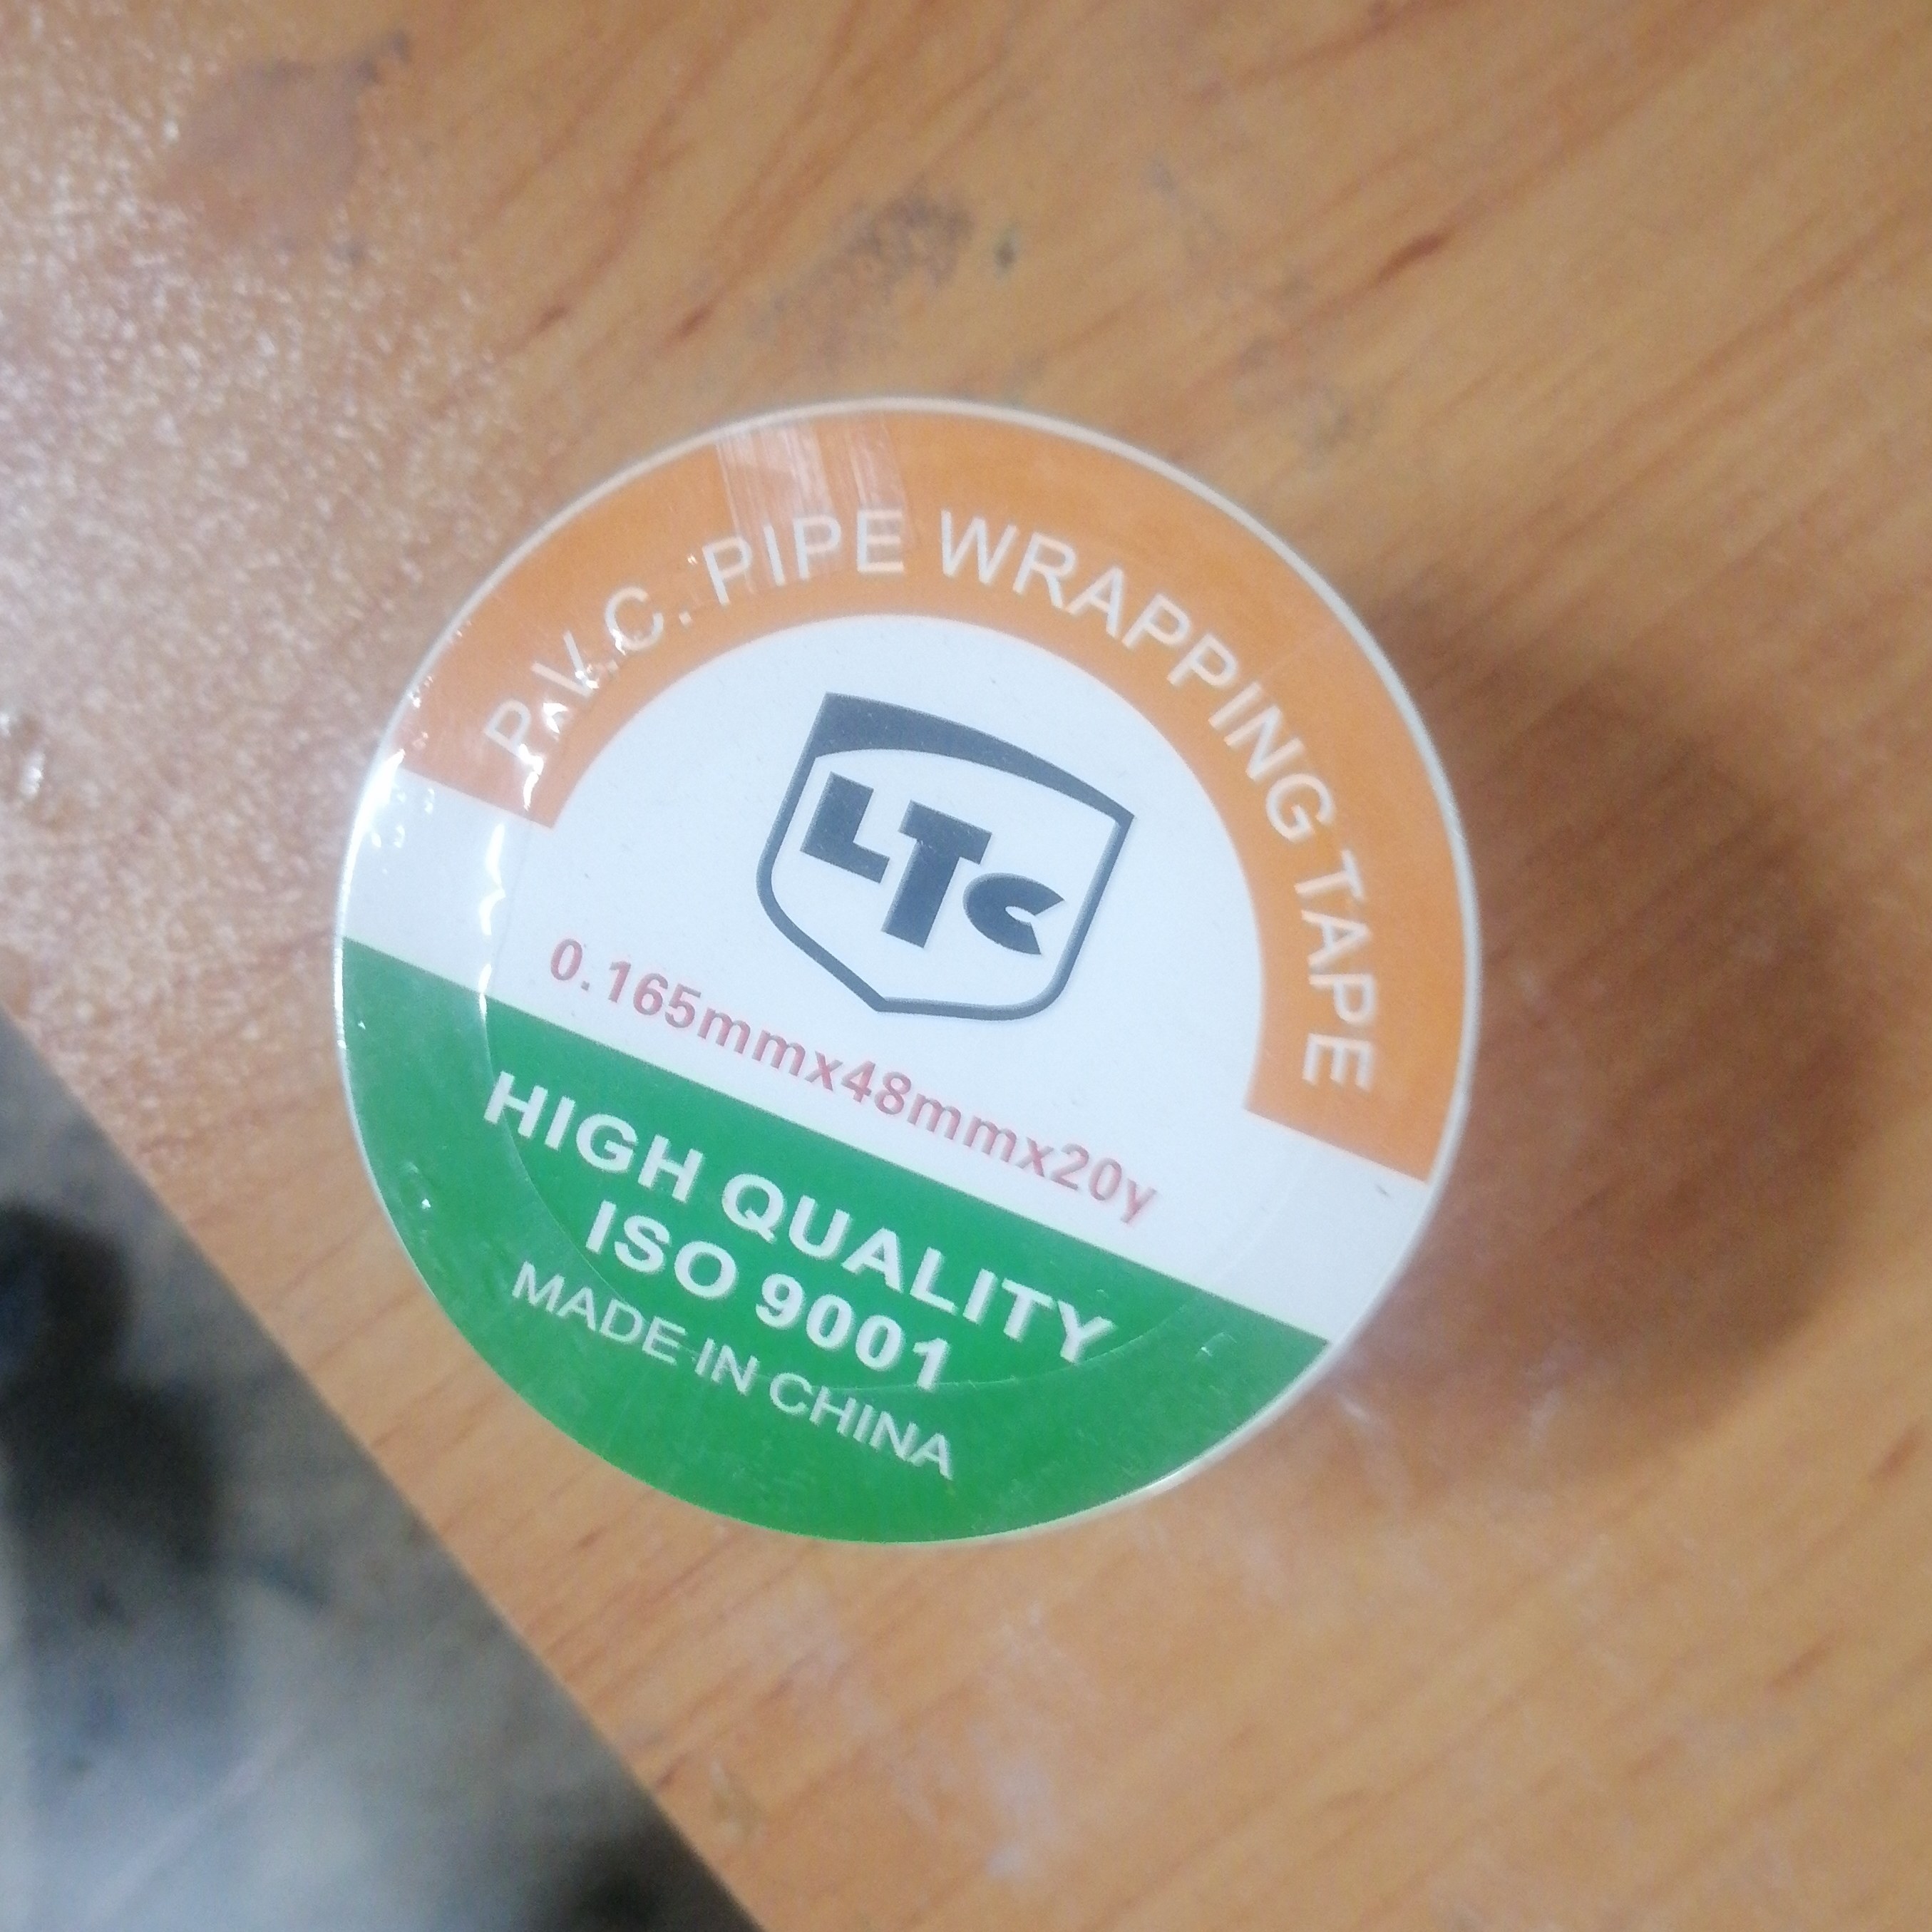 P.V.C. PIPE WRAPPING TAPE
LTC
0.165mmx48mmx20y
HIGH QUALITY
ISO 9001
MADE IN CHINA